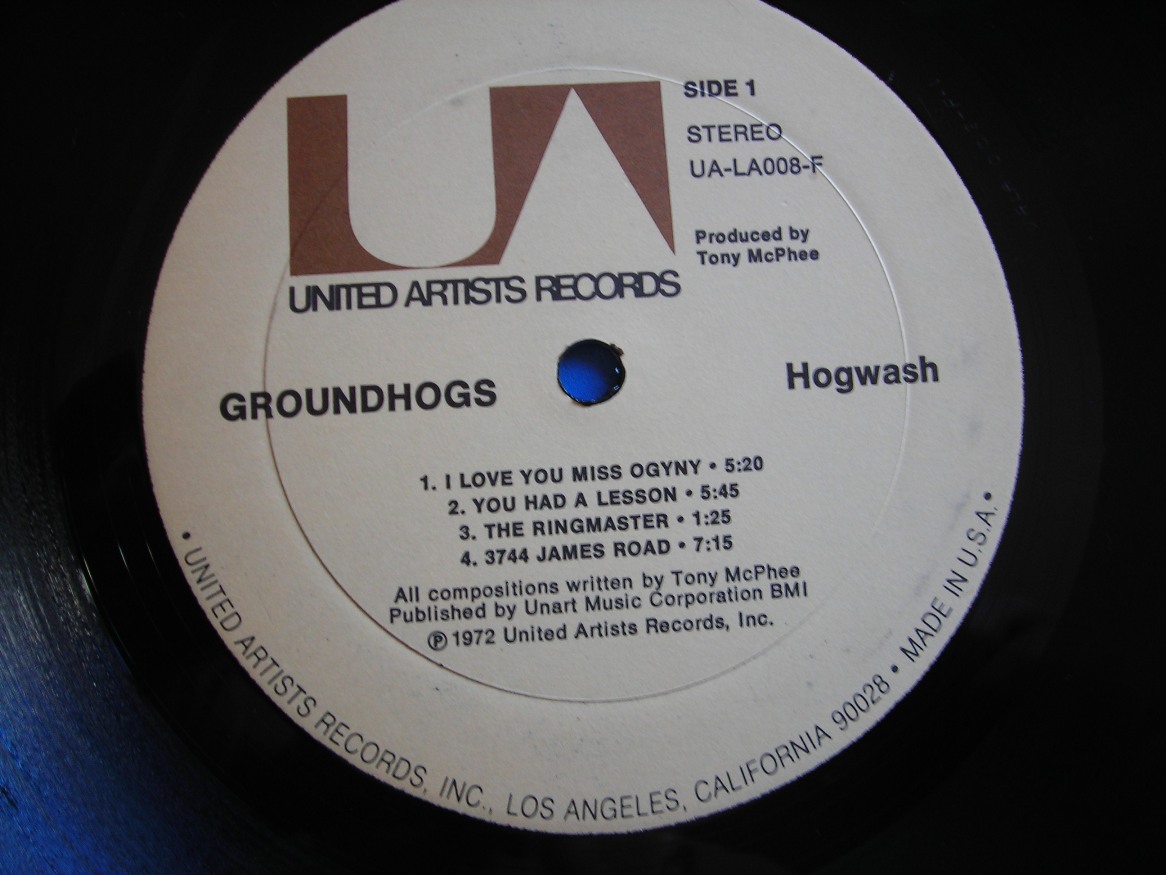 UA
SIDE 1
STEREO
UA-LA008-F
Produced by
Tony McPhee
UNITED ARTISTS RECORDS
GROUNDHOGS
Hogwash
1. I LOVE YOU MISS OGYNY • 5:20
2. YOU HAD A LESSON • 5:45
3. THE RINGMASTER • 1:25
4. 3744 JAMES ROAD • 7:15
All compositions written by Tony McPhee
Published by Unart Music Corporation BMI
℗ 1972 United Artists Records, Inc.
• UNITED ARTISTS RECORDS, INC., LOS ANGELES, CALIFORNIA 90028 • MADE IN U.S.A. •